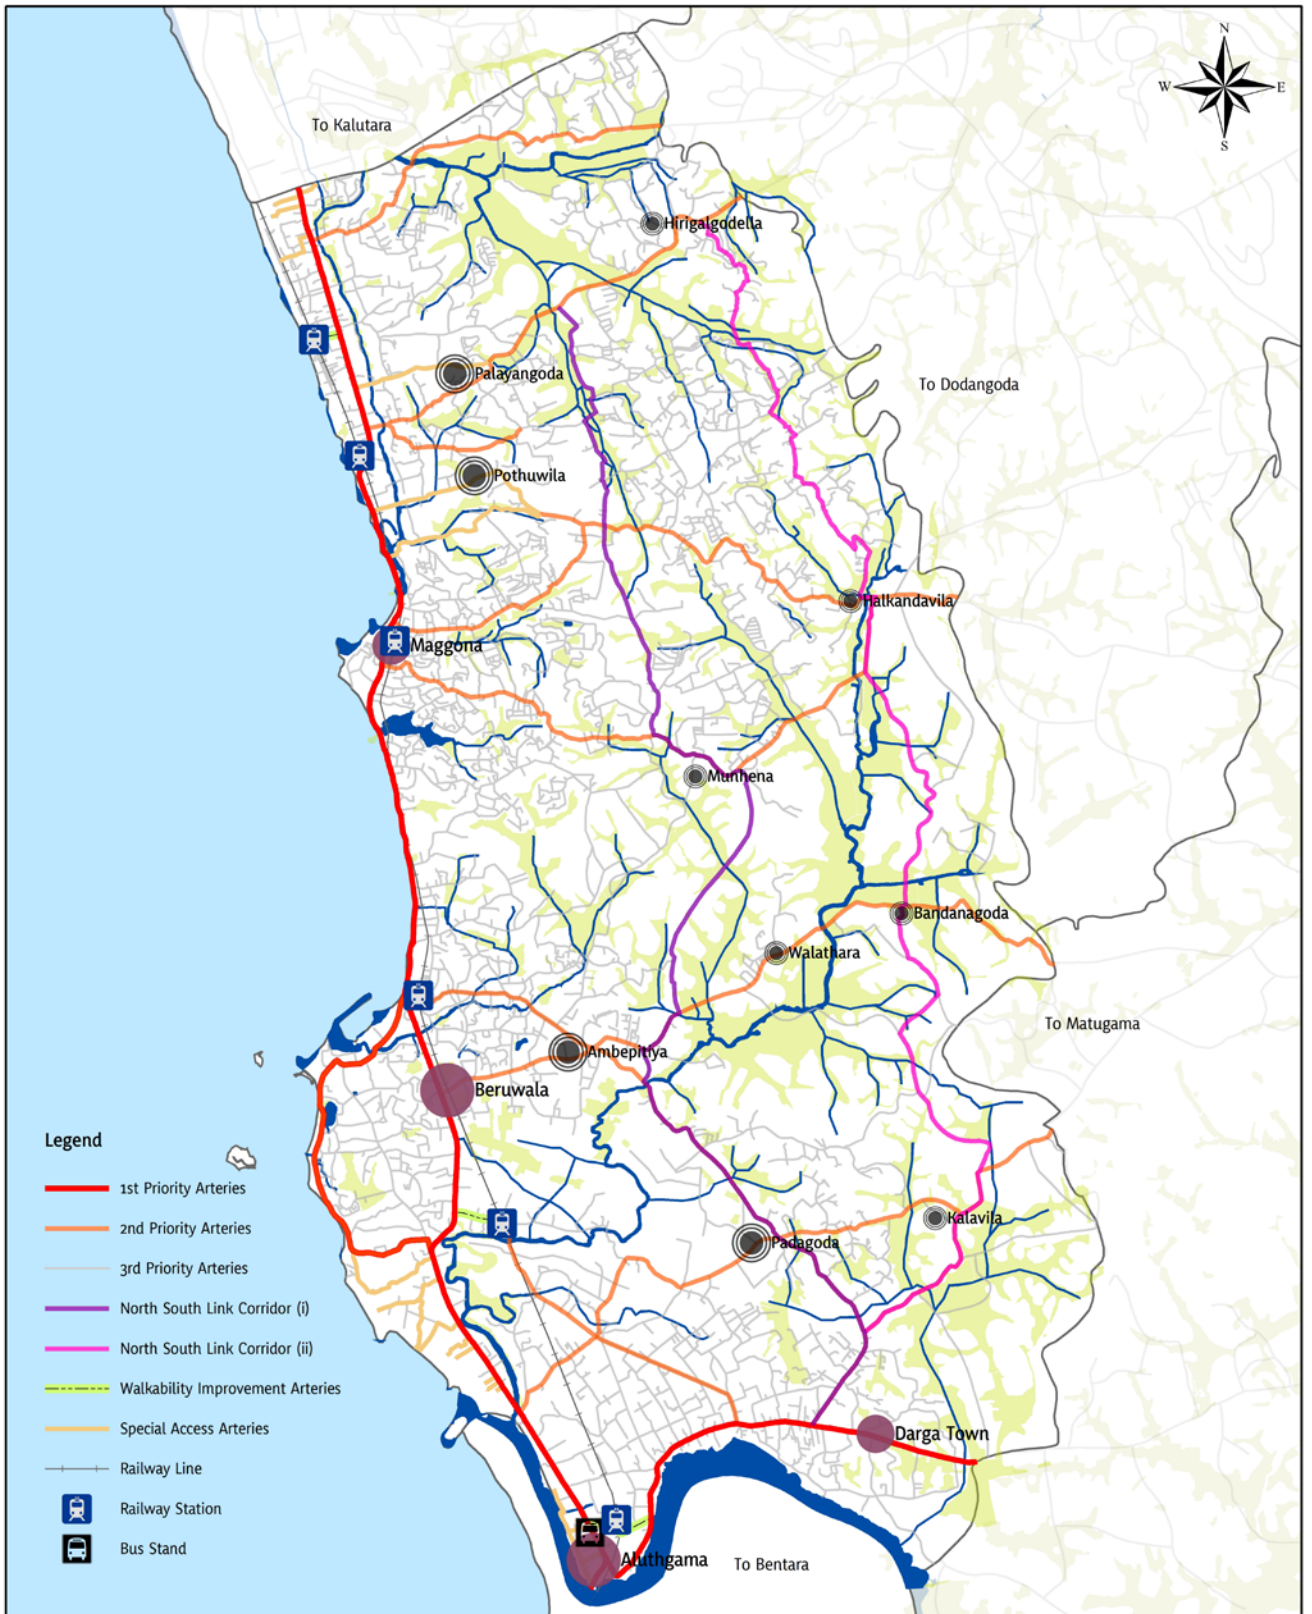 N
W
E
S
To Kalutara
Hirigalgodella
Palayangoda
To Dodangoda
Pothuwila
Halkandavila
Maggona
Munhena
Bandanagoda
Walathara
To Matugama
Ambepitiya
Beruwala
Kalavila
Padagoda
Darga Town
Aluthgama
To Bentara
Legend
1st Priority Arteries
2nd Priority Arteries
3rd Priority Arteries
North South Link Corridor (i)
North South Link Corridor (ii)
Walkability Improvement Arteries
Special Access Arteries
Railway Line
Railway Station
Bus Stand